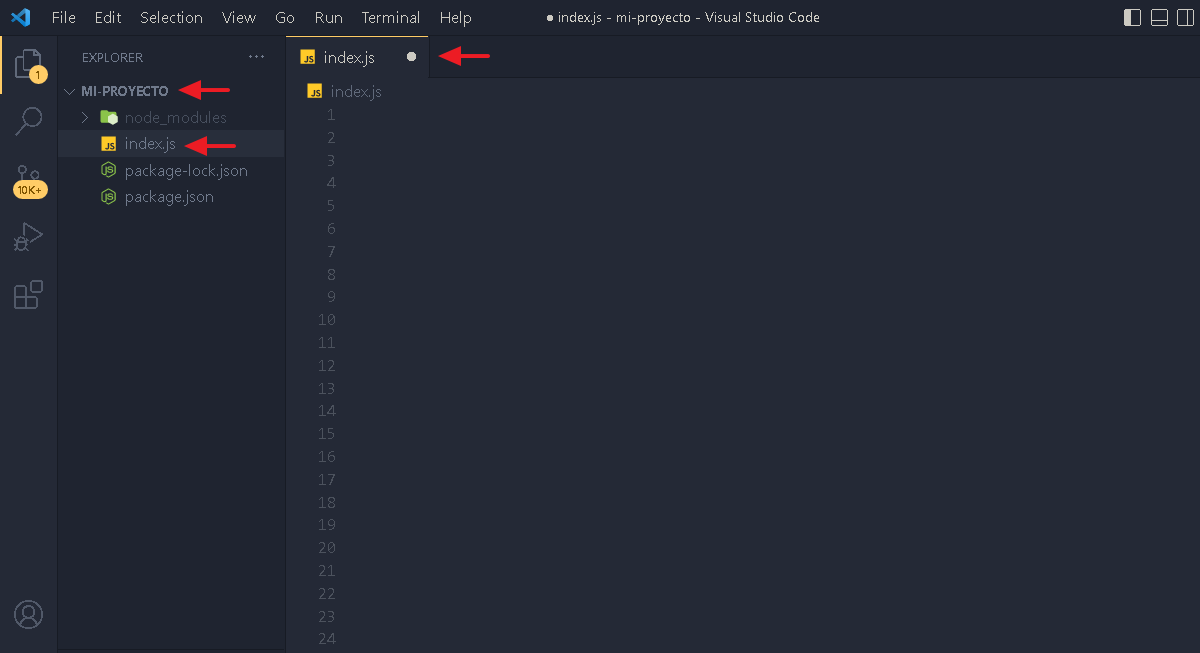 File Edit Selection View Go Run Terminal Help ● index.js - mi-proyecto - Visual Studio Code
EXPLORER ···
JS index.js ●
1
MI-PROYECTO
JS index.js
node_modules
JS index.js
10K+
JS package-lock.json
JS package.json
1
2
3
4
5
6
7
8
9
10
11
12
13
14
15
16
17
18
19
20
21
22
23
24